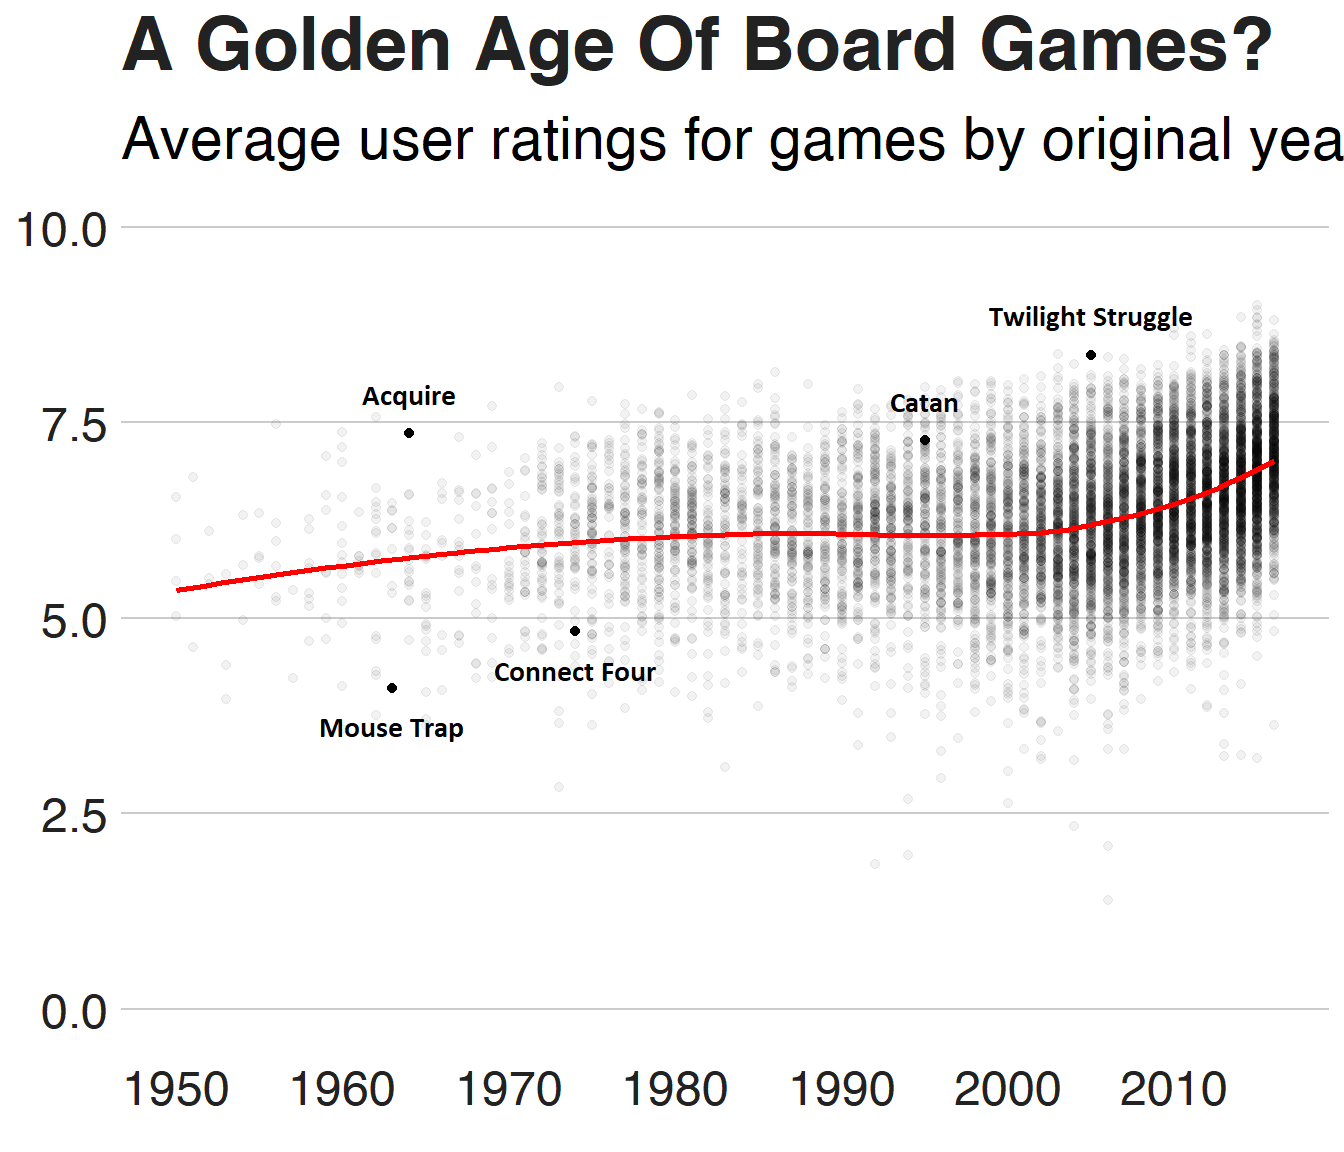 A Golden Age Of Board Games?
Average user ratings for games by original yea
10.0
Twilight Struggle
Acquire
Catan
7.5
5.0
Connect Four
Mouse Trap
2.5
0.0
1950 1960 1970 1980 1990 2000 2010